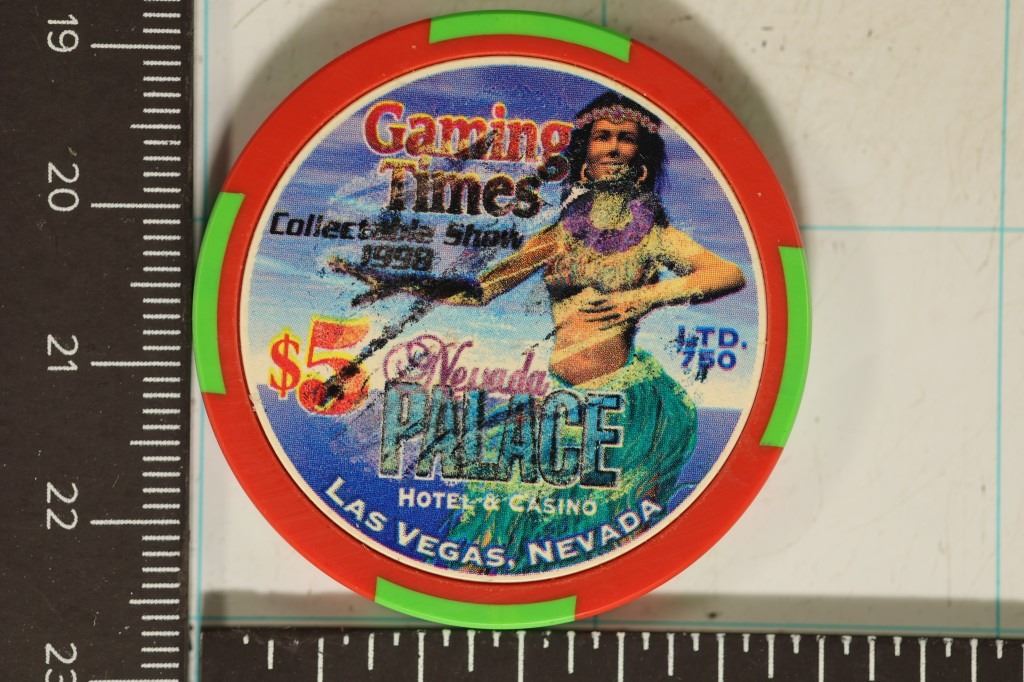 Gaming
Times
Collectable Show
1998
$5
LTD.
750
Nevada
PALACE
HOTEL & CASINO
LAS VEGAS, NEVADA
19
20
21
22
23